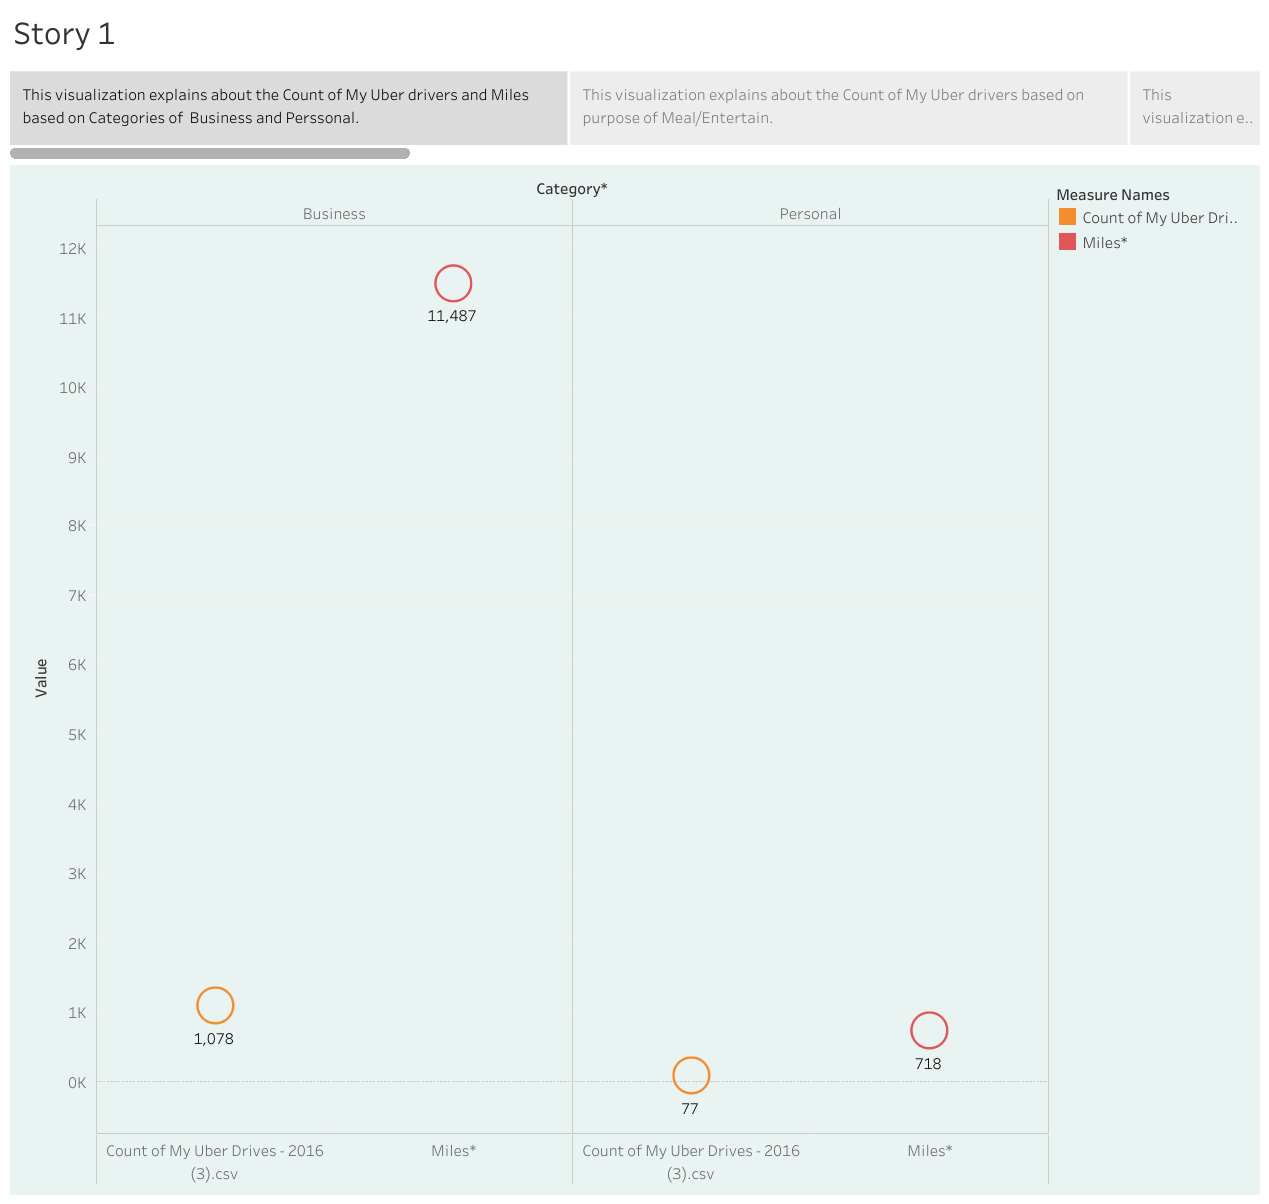 Story 1
This visualization explains about the Count of My Uber drivers and Miles
based on Categories of  Business and Perssonal.
This visualization explains about the Count of My Uber drivers based on
purpose of Meal/Entertain.
This
visualization e..
Category*
Business
Personal
Measure Names
Count of My Uber Dri..
Miles*
12K
11K
10K
9K
8K
7K
6K
5K
4K
3K
2K
1K
0K
Value
11,487
1,078
718
77
Count of My Uber Drives - 2016
(3).csv
Miles*
Count of My Uber Drives - 2016
(3).csv
Miles*